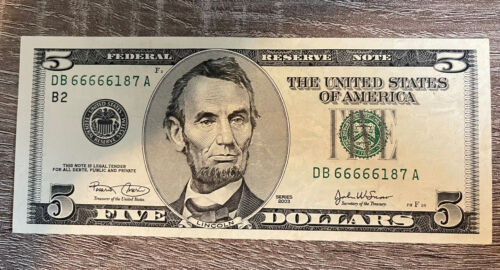 5 FEDERAL RESERVE NOTE 5
DB 66666187 A
F
B2
THE UNITED STATES
OF AMERICA
FIVE
THIS NOTE IS LEGAL TENDER
FOR ALL DEBTS, PUBLIC AND PRIVATE
DB 66666187 A
Treasurer of the United States.
SERIES
2003
Secretary of the Treasury.
LINCOLN
5 FIVE DOLLARS 5